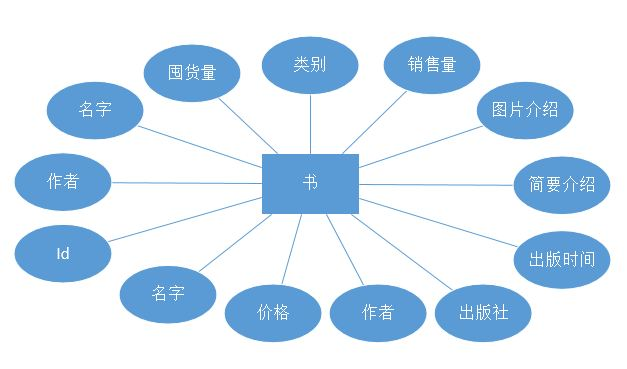 类别
销售量
囤货量
名字
图片介绍
作者
书
简要介绍
Id
出版时间
名字
价格
作者
出版社